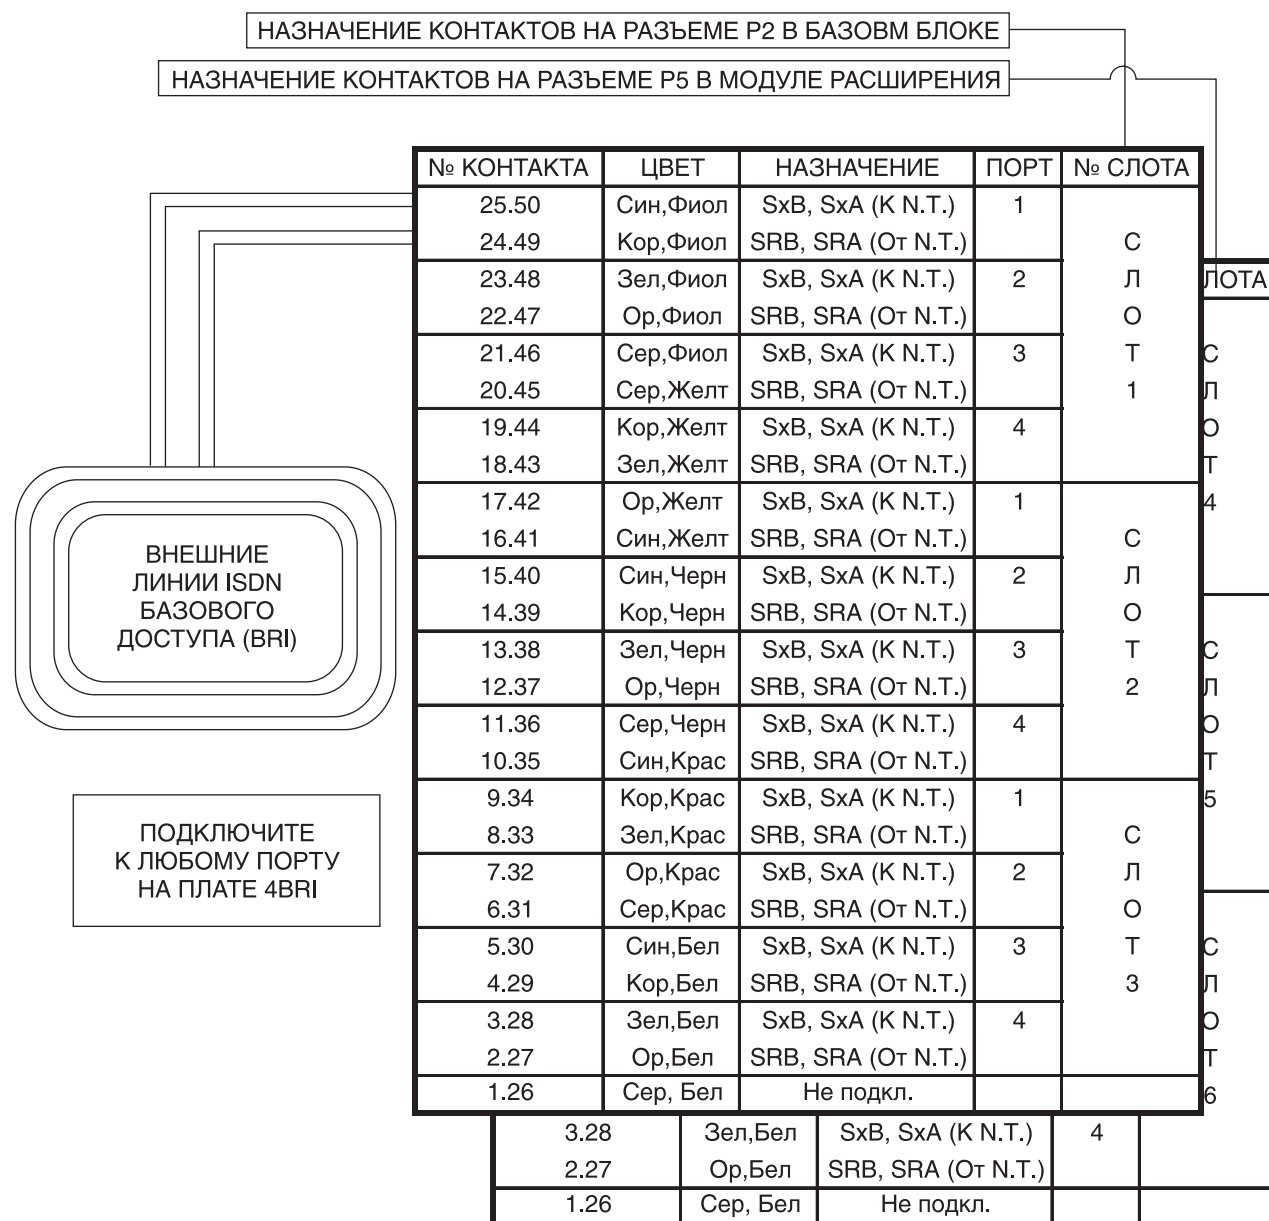 НАЗНАЧЕНИЕ КОНТАКТОВ НА РАЗЪЕМЕ P2 В БАЗОВМ БЛОКЕ
НАЗНАЧЕНИЕ КОНТАКТОВ НА РАЗЪЕМЕ P5 В МОДУЛЕ РАСШИРЕНИЯ
№ КОНТАКТА ЦВЕТ НАЗНАЧЕНИЕ ПОРТ № СЛОТА
25.50 Син,Фиол SxB, SxA (К N.T.) 1
24.49 Кор,Фиол SRB, SRA (От N.T.) С
23.48 Зел,Фиол SxB, SxA (К N.T.) 2 Л ЛОТА
22.47 Ор,Фиол SRB, SRA (От N.T.) О
21.46 Сер,Фиол SxB, SxA (К N.T.) 3 Т С
20.45 Сер,Желт SRB, SRA (От N.T.) 1 Л
19.44 Кор,Желт SxB, SxA (К N.T.) 4 О
18.43 Зел,Желт SRB, SRA (От N.T.) Т
17.42 Ор,Желт SxB, SxA (К N.T.) 1 4
16.41 Син,Желт SRB, SRA (От N.T.) С
15.40 Син,Черн SxB, SxA (К N.T.) 2 Л
14.39 Кор,Черн SRB, SRA (От N.T.) О
13.38 Зел,Черн SxB, SxA (К N.T.) 3 Т С
12.37 Ор,Черн SRB, SRA (От N.T.) 2 Л
11.36 Сер,Черн SxB, SxA (К N.T.) 4 О
10.35 Син,Крас SRB, SRA (От N.T.) Т
9.34 Кор,Крас SxB, SxA (К N.T.) 1 5
8.33 Зел,Крас SRB, SRA (От N.T.) С
7.32 Ор,Крас SxB, SxA (К N.T.) 2 Л
6.31 Сер,Крас SRB, SRA (От N.T.) О
5.30 Син,Бел SxB, SxA (К N.T.) 3 Т С
4.29 Кор,Бел SRB, SRA (От N.T.) 3 Л
3.28 Зел,Бел SxB, SxA (К N.T.) 4 О
2.27 Ор,Бел SRB, SRA (От N.T.) Т
1.26 Сер, Бел Не подкл. 6
3.28 Зел,Бел SxB, SxA (К N.T.) 4
2.27 Ор,Бел SRB, SRA (От N.T.)
1.26 Сер, Бел Не подкл.
ВНЕШНИЕ
ЛИНИИ ISDN
БАЗОВОГО
ДОСТУПА (BRI)
ПОДКЛЮЧИТЕ
К ЛЮБОМУ ПОРТУ
НА ПЛАТЕ 4BRI